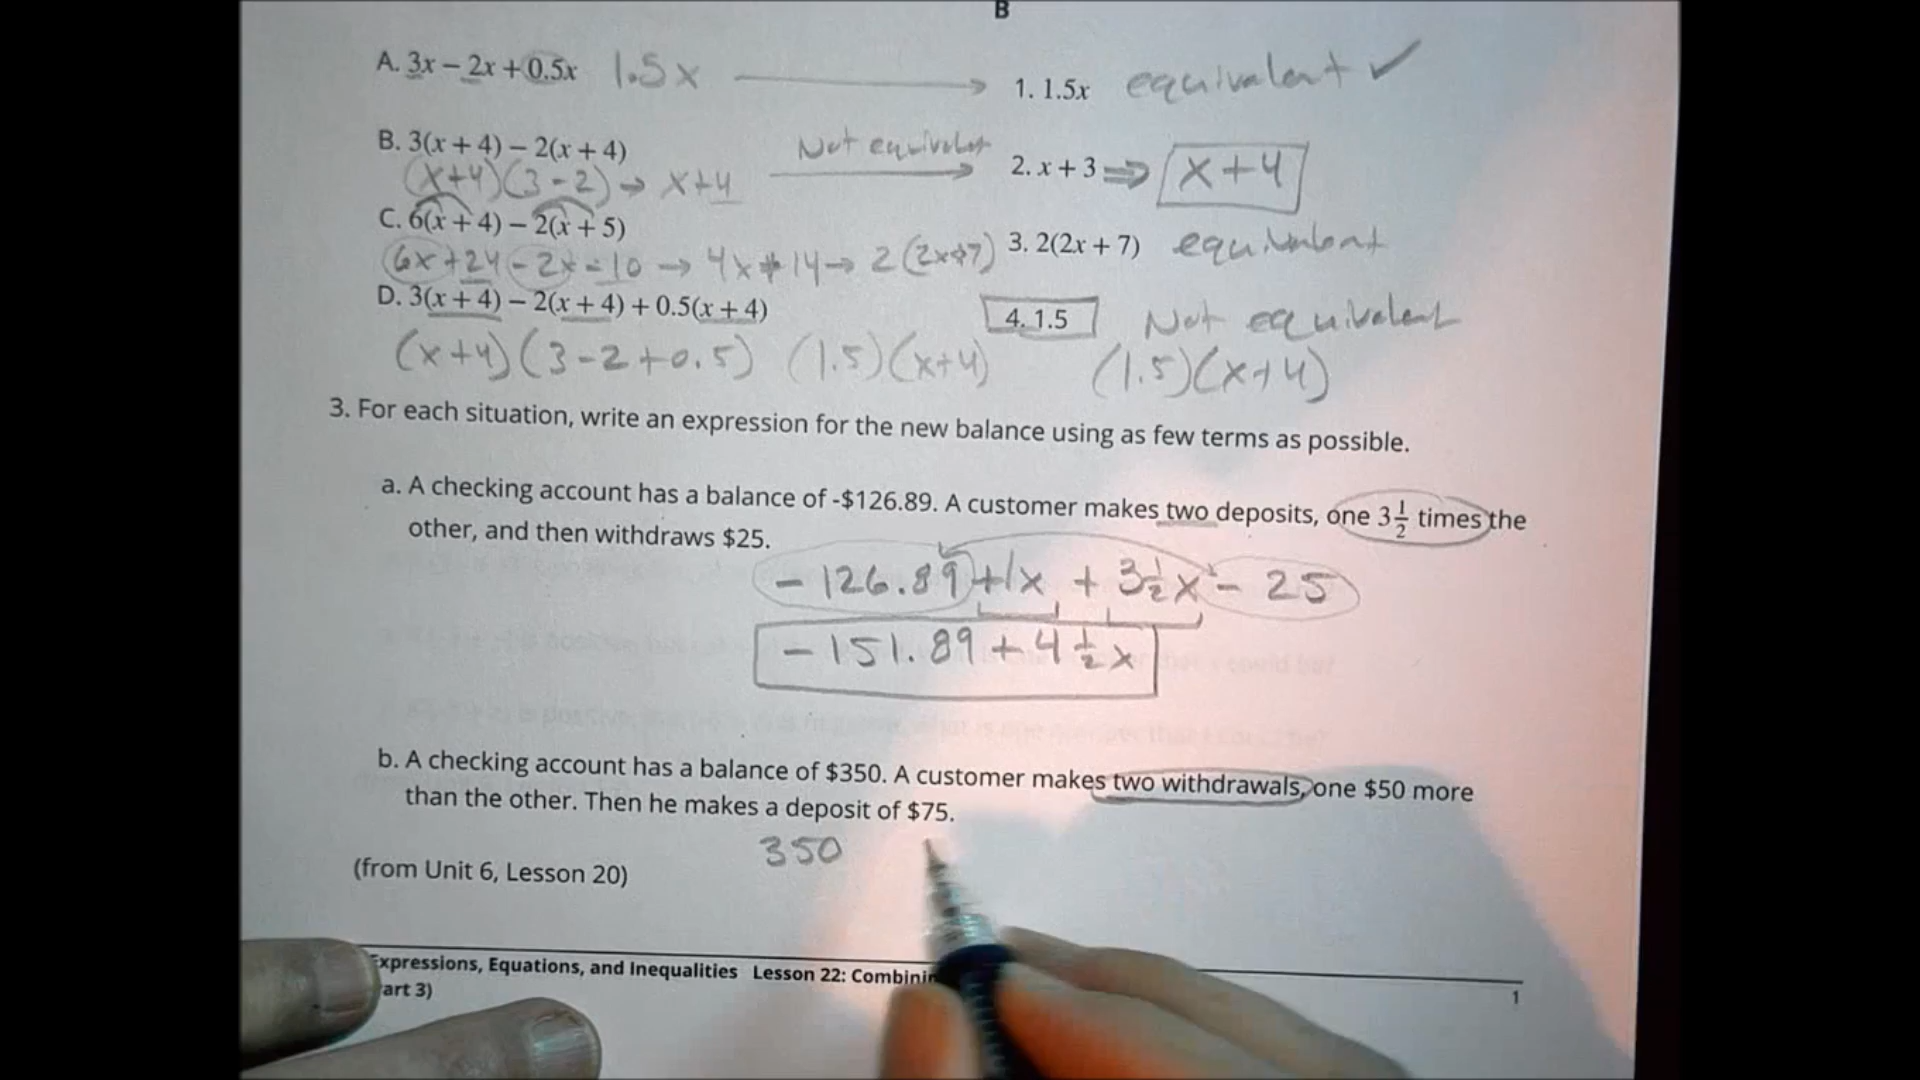 B
A. 3x – 2x + 0.5x 1.5x 1. 1.5x equivalent ✓
B. 3(x + 4) – 2(x + 4) Not equivalent 2. x + 3 ⇒ x + 4
(x+4)(3-2) → x+4
C. 6(x + 4) – 2(x + 5) 3. 2(2x + 7) equivalent
6x+24-2x-10 → 4x+14 → 2(2x+7)
D. 3(x + 4) – 2(x + 4) + 0.5(x + 4) 4. 1.5 Not equivalent
(x+4)(3-2+0.5) (1.5)(x+4) (1.5)(x+4)
3. For each situation, write an expression for the new balance using as few terms as possible.
a. A checking account has a balance of -$126.89. A customer makes two deposits, one 3½ times the
other, and then withdraws $25.
- 126.89 + 1x + 3½x - 25
- 151.89 + 4½x
b. A checking account has a balance of $350. A customer makes two withdrawals, one $50 more
than the other. Then he makes a deposit of $75.
350
(from Unit 6, Lesson 20)
Expressions, Equations, and Inequalities Lesson 22: Combinin
art 3)
1